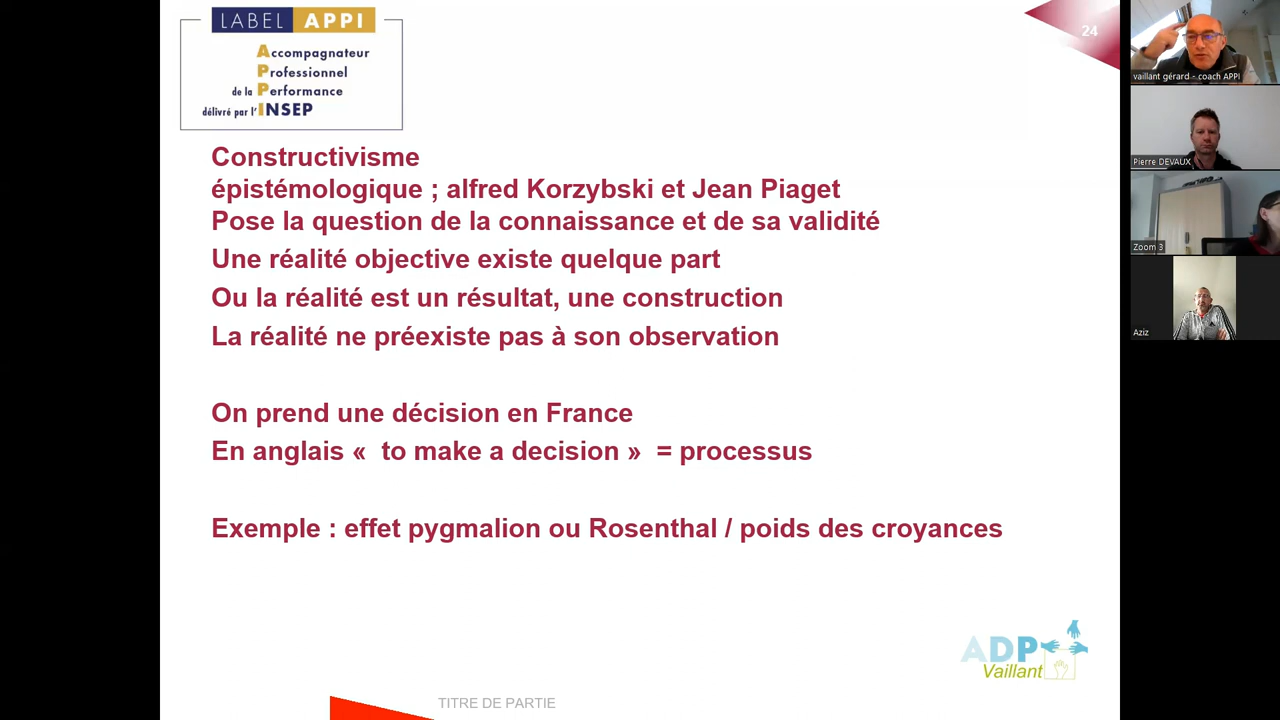 LABEL APPI
Accompagnateur
Professionnel
de la Performance
délivré par l'INSEP
24
Constructivisme
épistémologique ; alfred Korzybski et Jean Piaget
Pose la question de la connaissance et de sa validité
Une réalité objective existe quelque part
Ou la réalité est un résultat, une construction
La réalité ne préexiste pas à son observation
On prend une décision en France
En anglais «  to make a decision »  = processus
Exemple : effet pygmalion ou Rosenthal / poids des croyances
ADP
Vaillant
TITRE DE PARTIE
vaillant gérard - coach APPI
Pierre DEVAUX
Zoom 3
Aziz